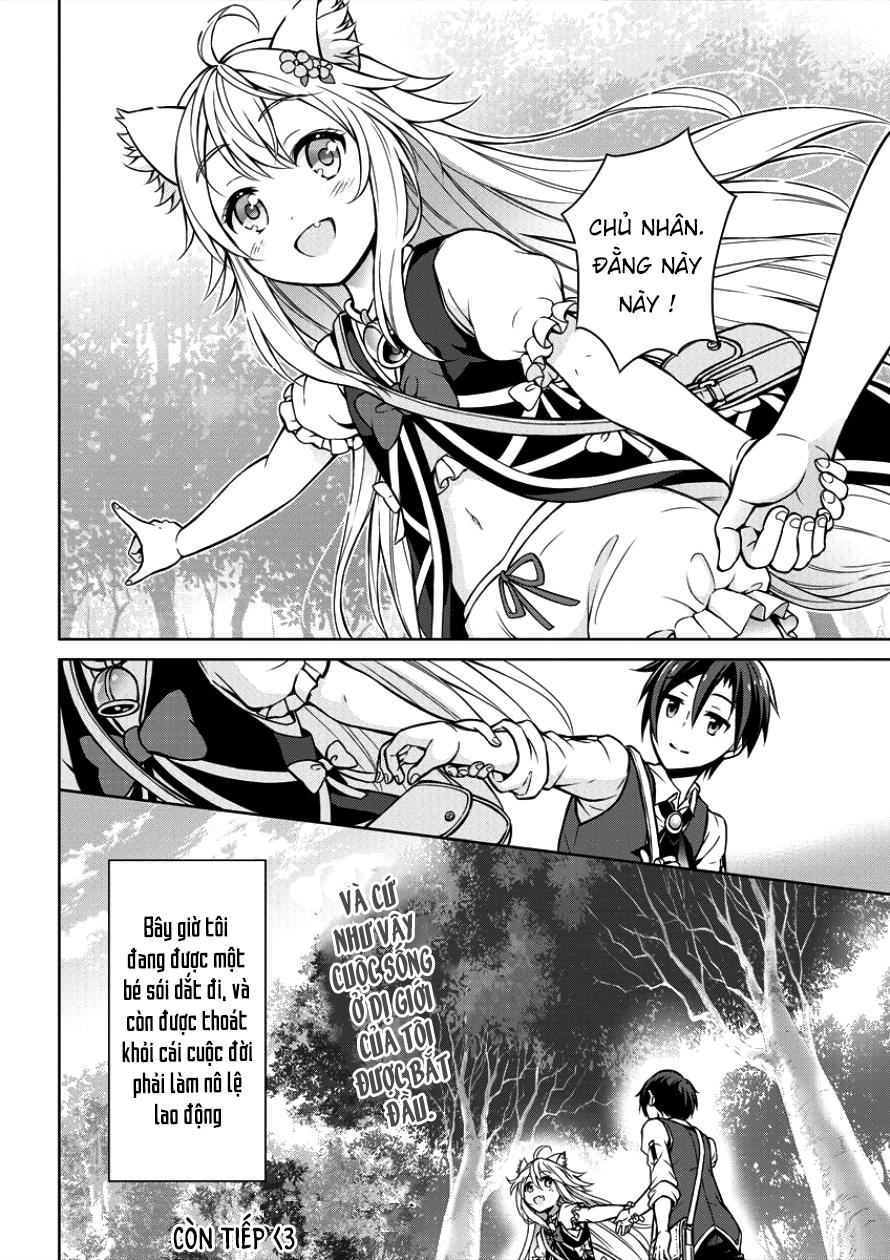 CHỦ NHÂN.
ĐẰNG NÀY
NÀY !
VÀ CỨ
NHƯ VẬY
CUỘC SỐNG
Ở DỊ GIỚI
CỦA TÔI
ĐƯỢC BẮT
ĐẦU.
Bây giờ tôi
đang được một
bé sói dắt đi, và
còn được thoát
khỏi cái cuộc đời
phải làm nô lệ
lao động
CÒN TIẾP <3